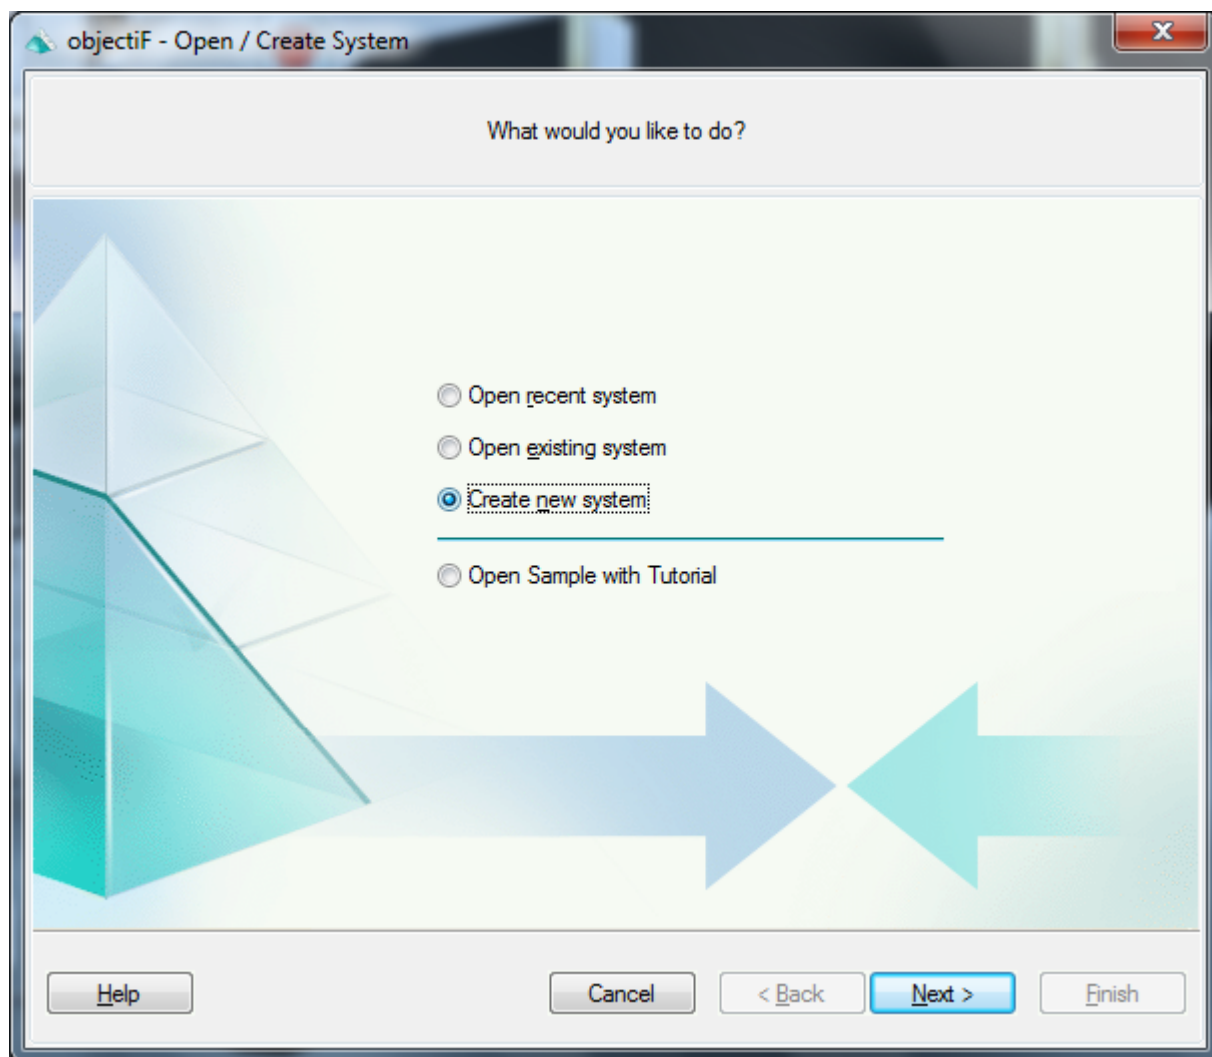 objectiF - Open / Create System
What would you like to do?
Open recent system
Open existing system
Create new system
Open Sample with Tutorial
Help
Cancel
< Back
Next >
Finish